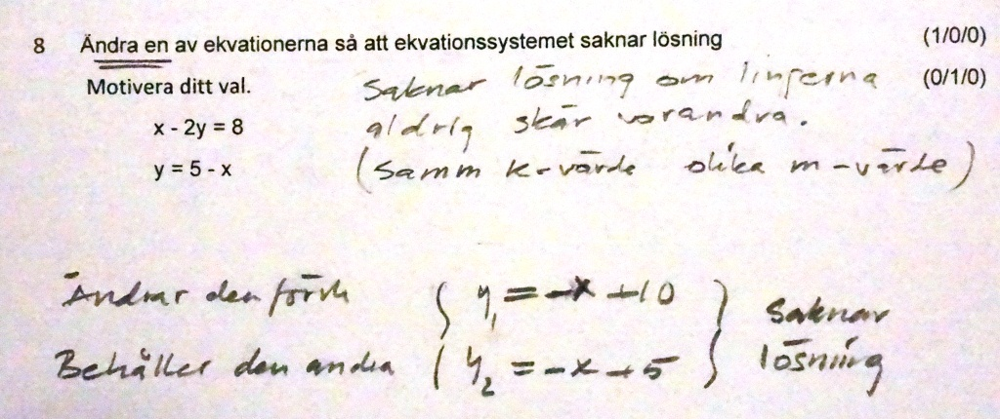 8 Ändra en av ekvationerna så att ekvationssystemet saknar lösning (1/0/0)
Motivera ditt val. (0/1/0)
x - 2y = 8
y = 5 - x
Saknar lösning om linjerna
aldrig skär varandra.
(Samm k-värde olika m-värde)
Ändrar den första { y₁ = -x + 10 } Saknar
Behåller den andra { y₂ = -x + 5 } lösning